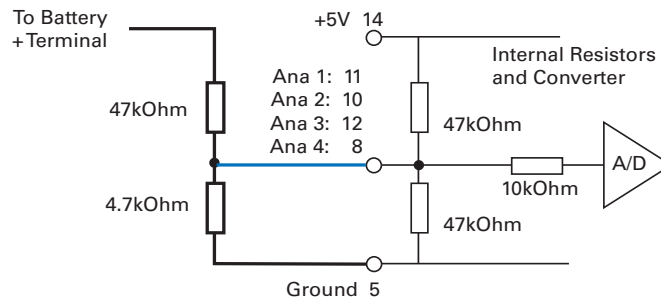 To Battery
+Terminal
+5V 14
Internal Resistors
and Converter
Ana 1: 11
Ana 2: 10
Ana 3: 12
Ana 4: 8
47kOhm
47kOhm
A/D
10kOhm
4.7kOhm
47kOhm
Ground 5